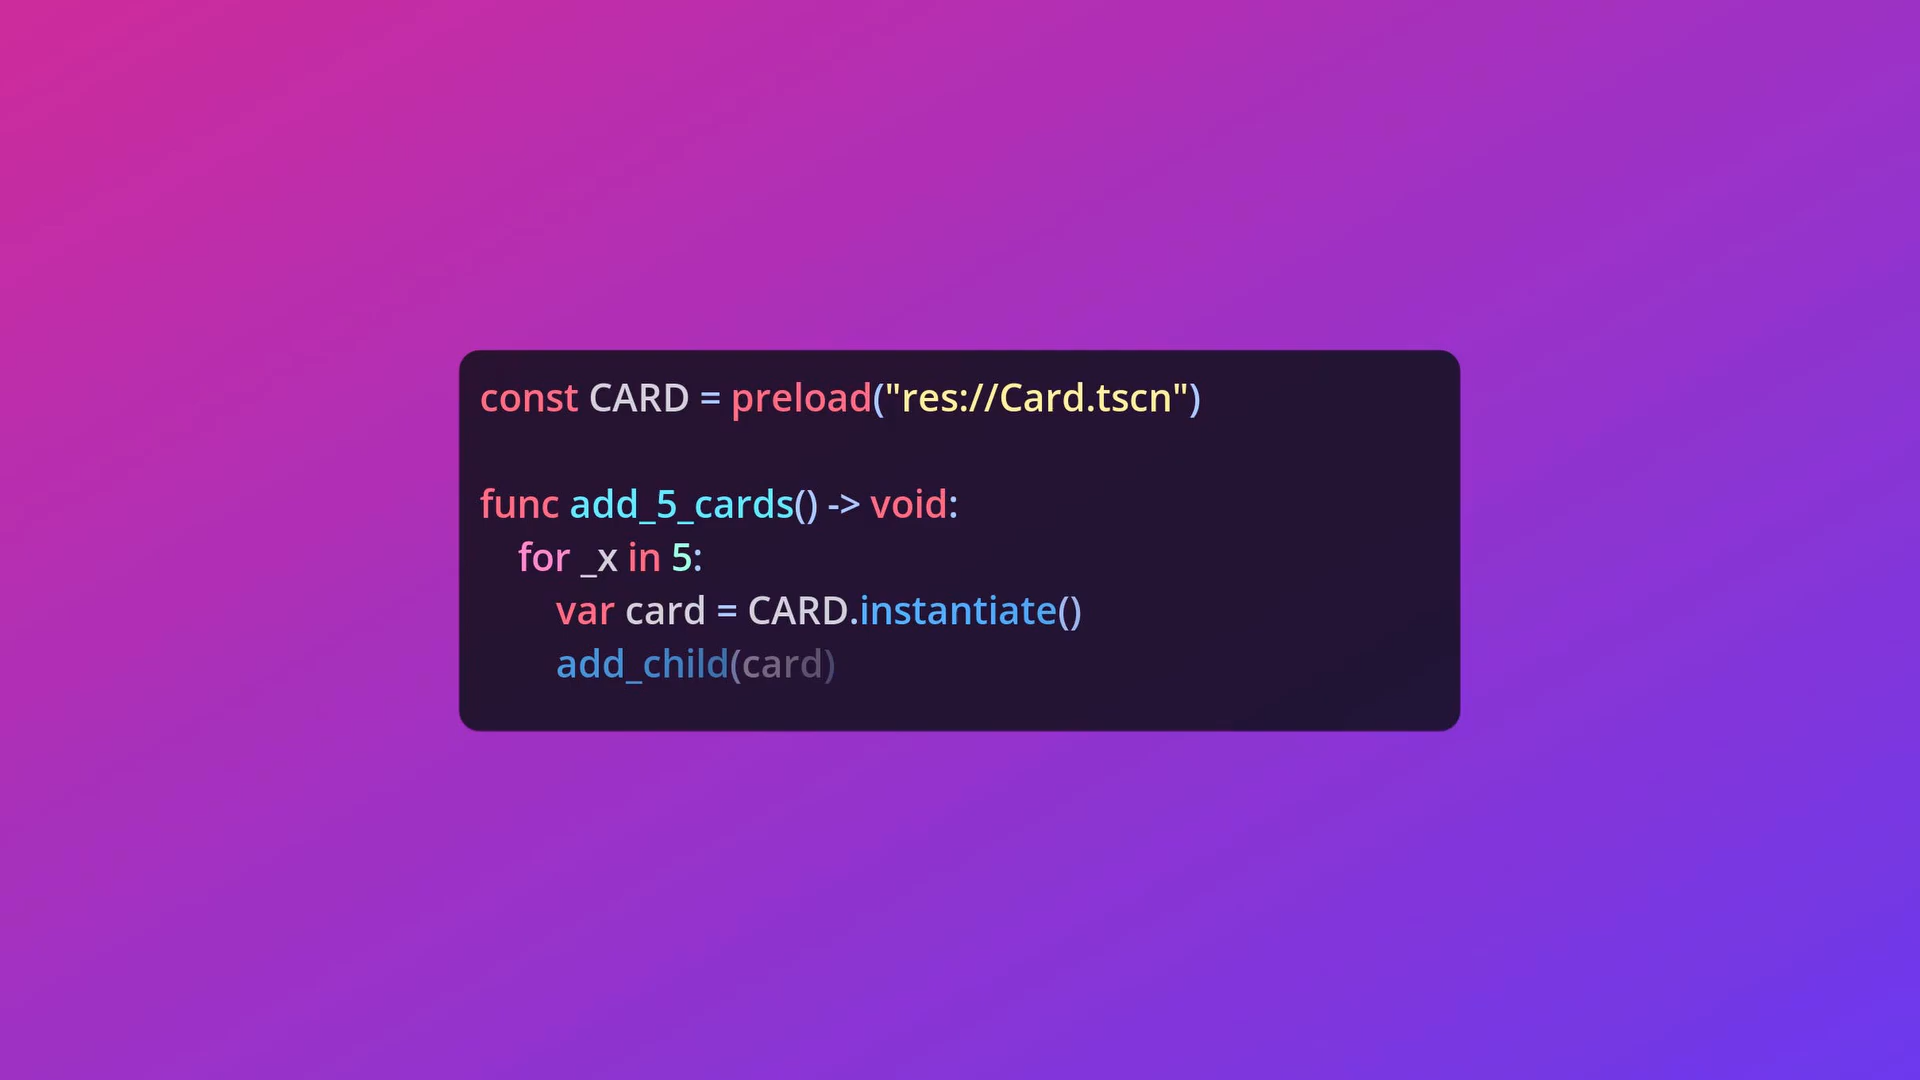 const CARD = preload("res://Card.tscn")
func add_5_cards() -> void:
for _x in 5:
var card = CARD.instantiate()
add_child(card)